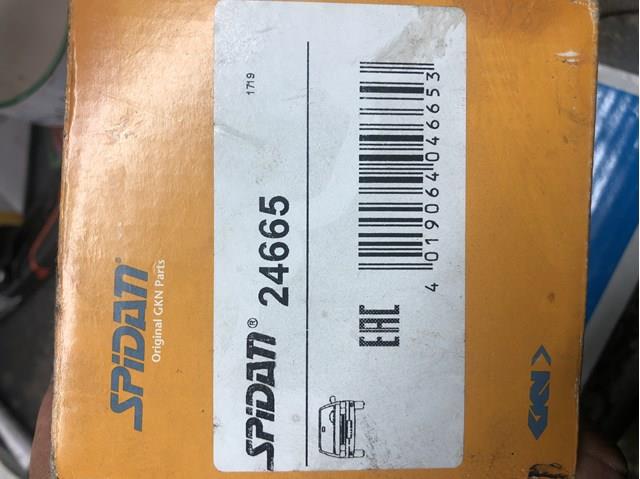 SPiDAN
Original GKN Parts
1719
SPiDAN® 24665
4 019064 046653
EAC
GKN